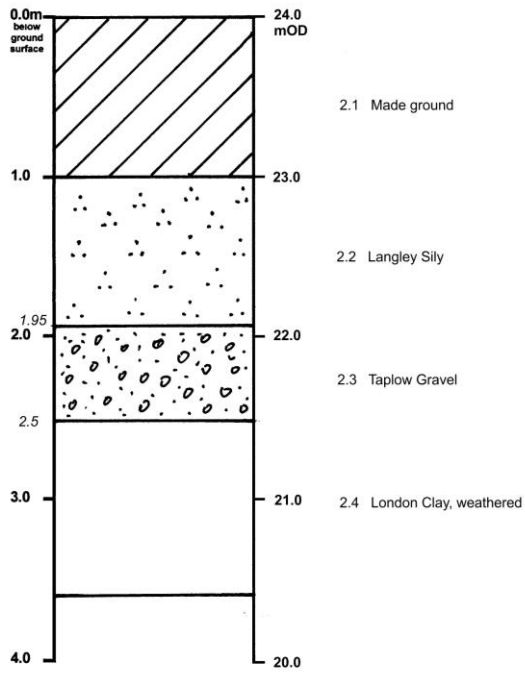 0.0m
below
ground
surface
24.0
mOD
2.1 Made ground
1.0
23.0
2.2 Langley Sily
1.95
2.0
22.0
2.3 Taplow Gravel
2.5
3.0
21.0
2.4 London Clay, weathered
4.0
20.0